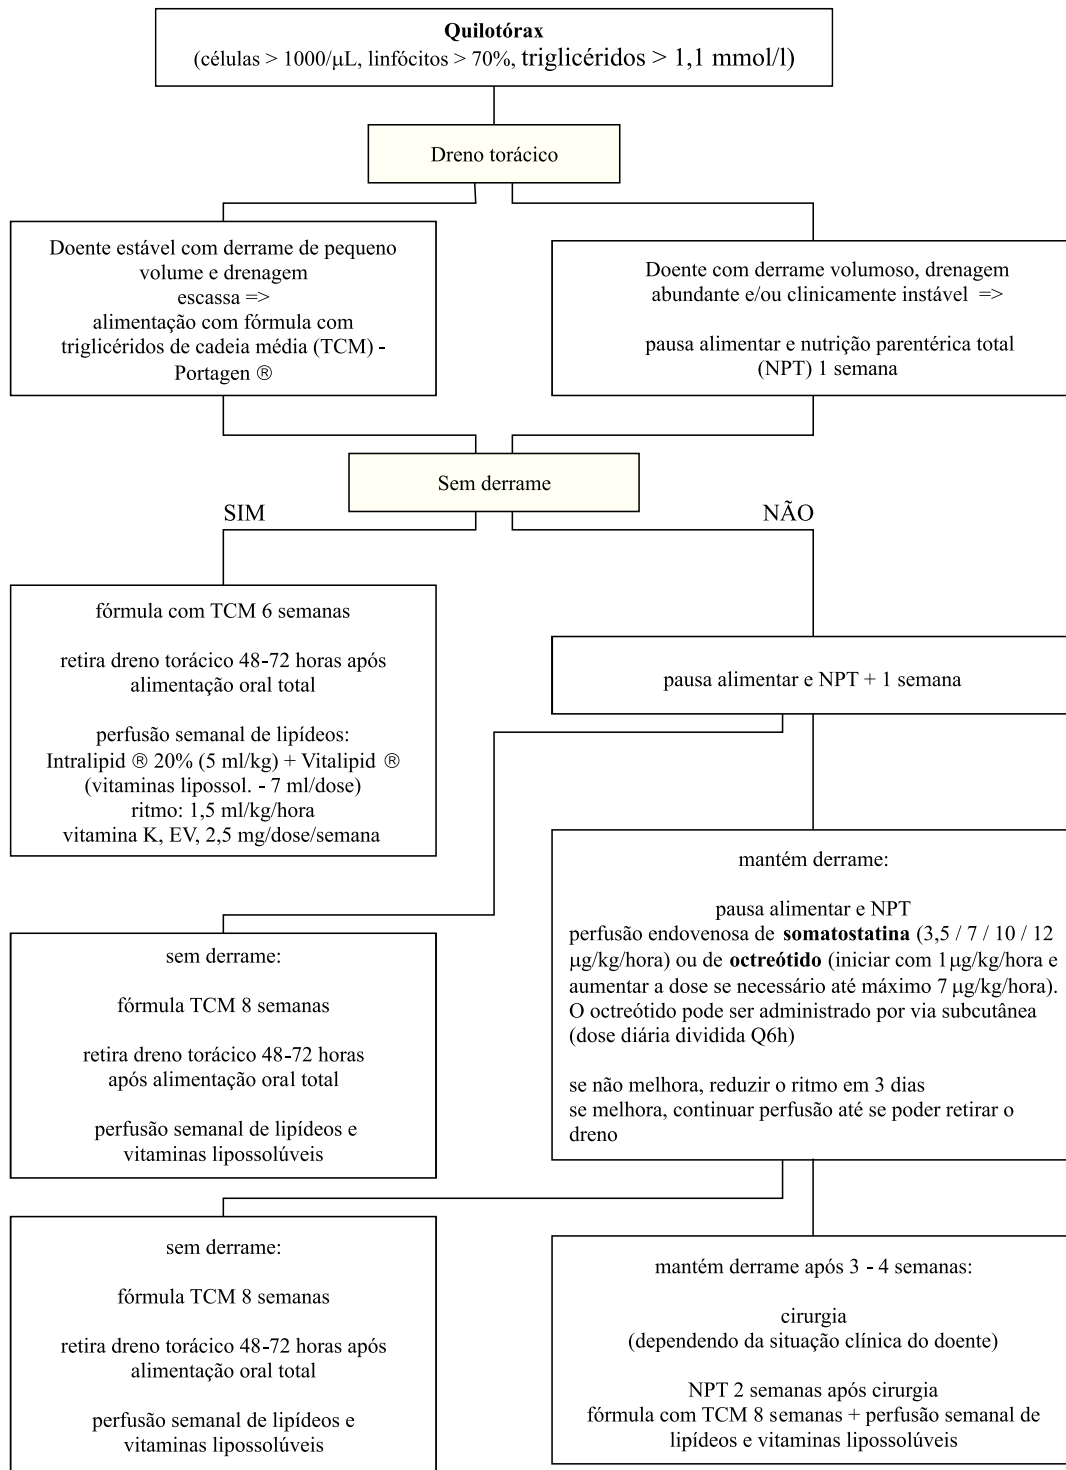 Quilotórax
(células > 1000/µL, linfócitos > 70%, triglicéridos > 1,1 mmol/l)
Dreno torácico
Doente estável com derrame de pequeno
volume e drenagem
escassa =>
alimentação com fórmula com
triglicéridos de cadeia média (TCM) -
Portagen ®
Doente com derrame volumoso, drenagem
abundante e/ou clinicamente instável =>
pausa alimentar e nutrição parentérica total
(NPT) 1 semana
Sem derrame
SIM
NÃO
fórmula com TCM 6 semanas
retira dreno torácico 48-72 horas após
alimentação oral total
perfusão semanal de lipídeos:
Intralipid ® 20% (5 ml/kg) + Vitalipid ®
(vitaminas lipossol. - 7 ml/dose)
ritmo: 1,5 ml/kg/hora
vitamina K, EV, 2,5 mg/dose/semana
pausa alimentar e NPT + 1 semana
mantém derrame:
pausa alimentar e NPT
perfusão endovenosa de somatostatina (3,5 / 7 / 10 / 12
µg/kg/hora) ou de octreótido (iniciar com 1µg/kg/hora e
aumentar a dose se necessário até máximo 7 µg/kg/hora).
O octreótido pode ser administrado por via subcutânea
(dose diária dividida Q6h)
se não melhora, reduzir o ritmo em 3 dias
se melhora, continuar perfusão até se poder retirar o
dreno
sem derrame:
fórmula TCM 8 semanas
retira dreno torácico 48-72 horas
após alimentação oral total
perfusão semanal de lipídeos e
vitaminas lipossolúveis
sem derrame:
fórmula TCM 8 semanas
retira dreno torácico 48-72 horas após
alimentação oral total
perfusão semanal de lipídeos e
vitaminas lipossolúveis
mantém derrame após 3 - 4 semanas:
cirurgia
(dependendo da situação clínica do doente)
NPT 2 semanas após cirurgia
fórmula com TCM 8 semanas + perfusão semanal de
lipídeos e vitaminas lipossolúveis